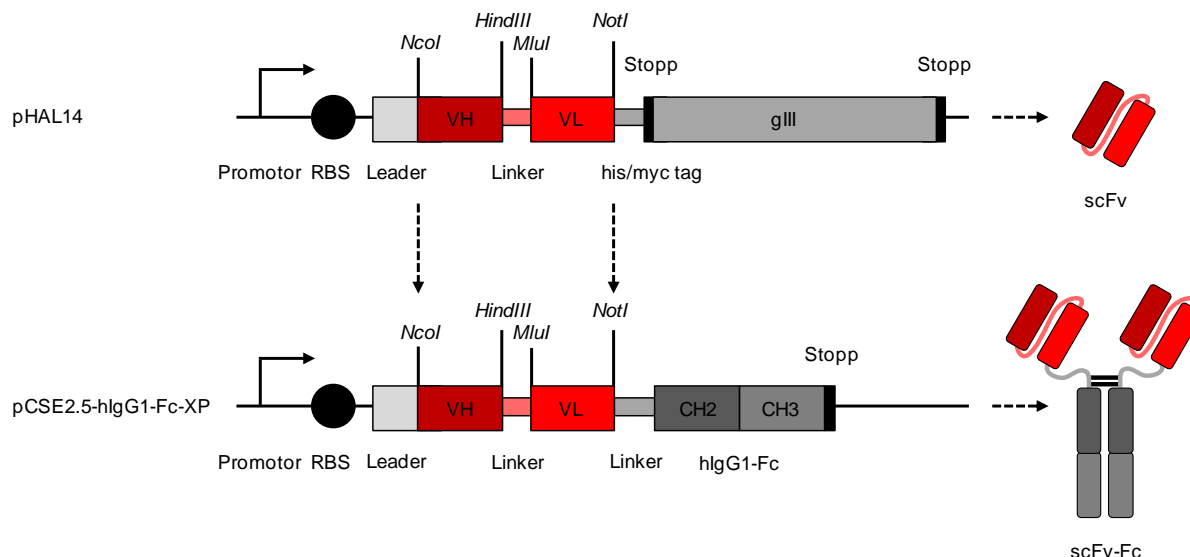 HindIII
NotI
NcoI
MluI
Stopp
Stopp
pHAL14
VH
VL
gIII
Promotor
RBS
Leader
Linker
his/myc tag
scFv
HindIII
NotI
NcoI
MluI
Stopp
pCSE2.5-hIgG1-Fc-XP
VH
VL
CH2
CH3
Promotor
RBS
Leader
Linker
Linker
hIgG1-Fc
scFv-Fc